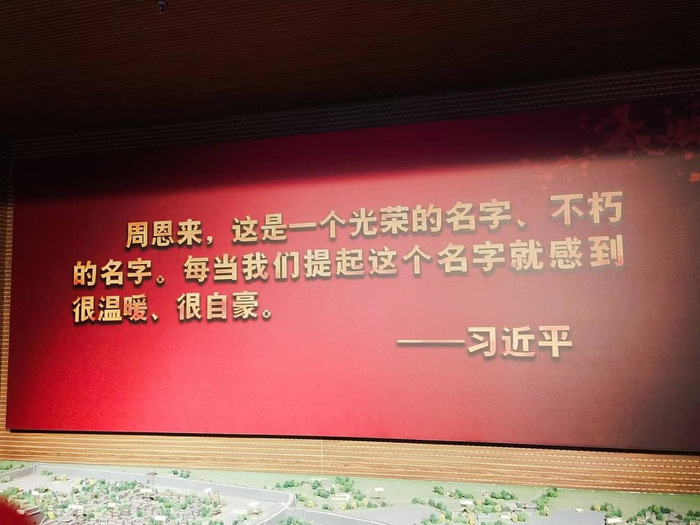 周恩来，这是一个光荣的名字、不朽
的名字。每当我们提起这个名字就感到
很温暖、很自豪。
——习近平